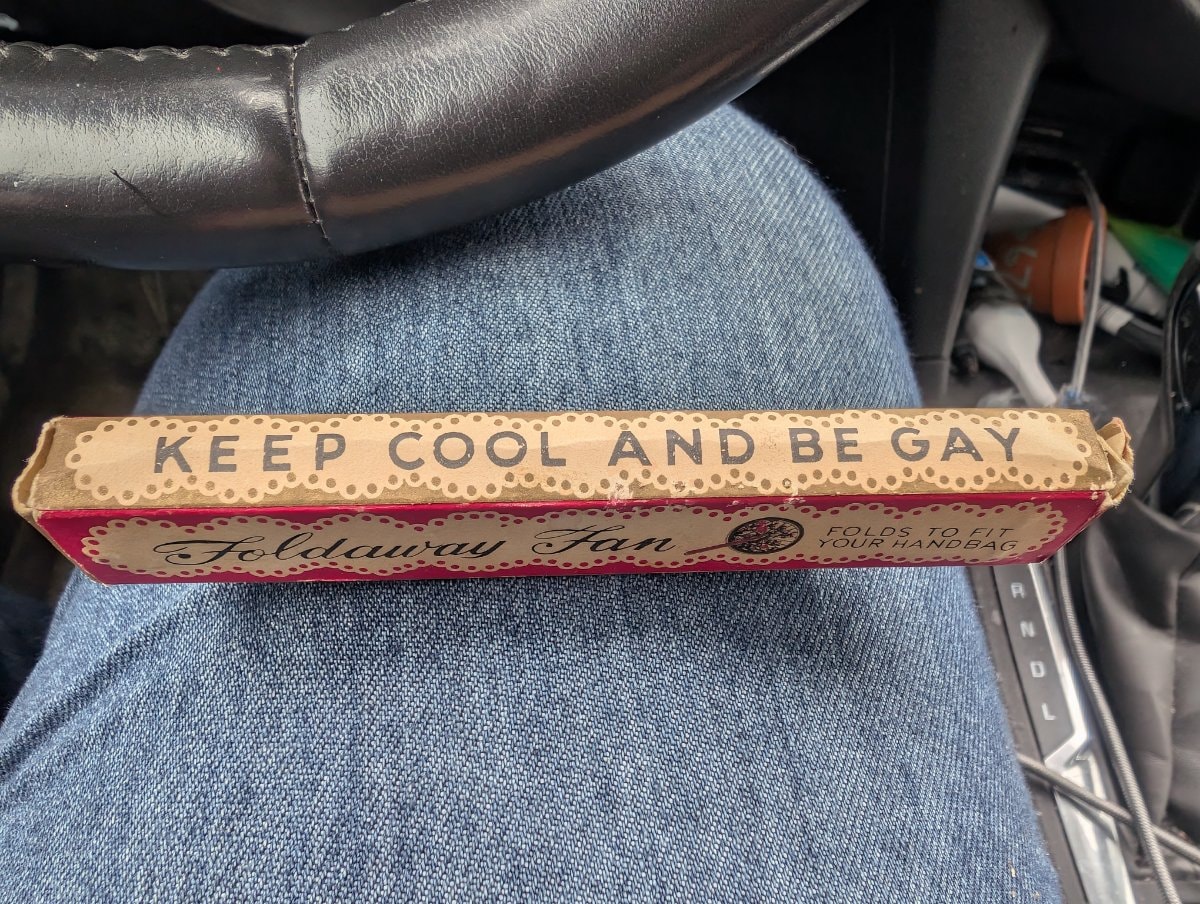 KEEP COOL AND BE GAY
Foldaway Fan
FOLDS TO FIT
YOUR HANDBAG
R
N
D
L